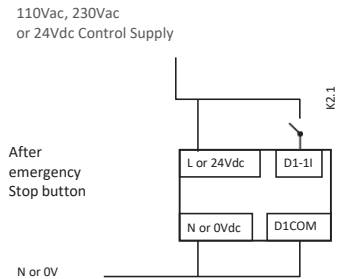 110Vac, 230Vac
or 24Vdc Control Supply
K2.1
After
emergency
Stop button
L or 24Vdc
D1-1I
N or 0Vdc
D1COM
N or 0V